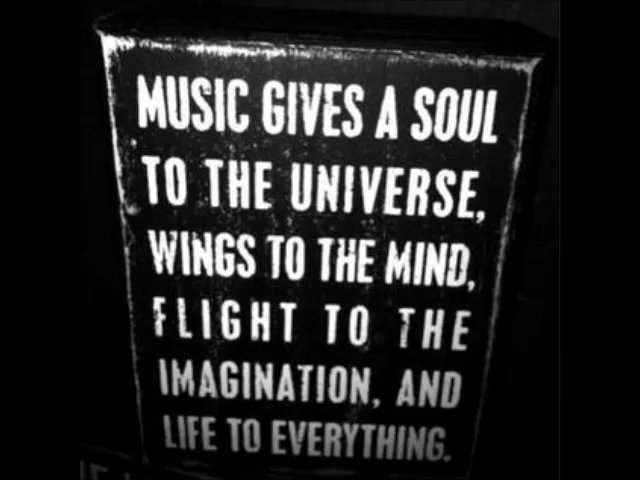 MUSIC GIVES A SOUL
TO THE UNIVERSE,
WINGS TO THE MIND,
FLIGHT TO THE
IMAGINATION, AND
LIFE TO EVERYTHING.